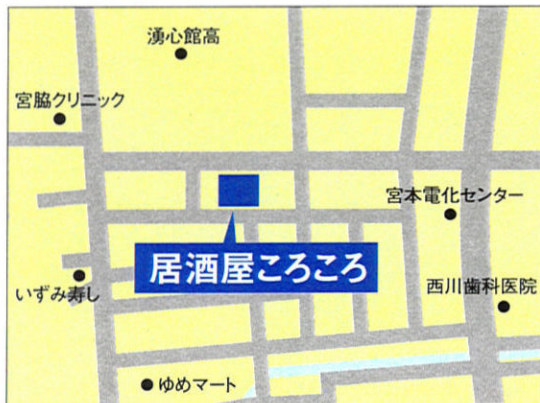 湧心館高
宮脇クリニック
宮本電化センター
居酒屋ころころ
いずみ寿し
西川歯科医院
ゆめマート